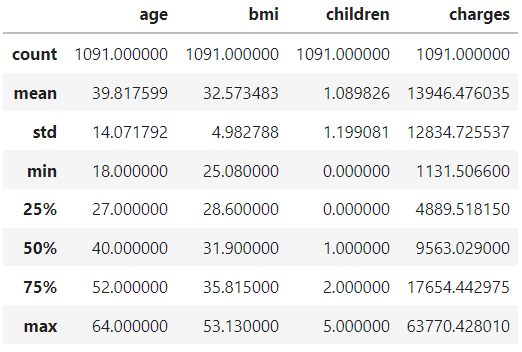 age bmi children charges
count 1091.000000 1091.000000 1091.000000 1091.000000
mean 39.817599 32.573483 1.089826 13946.476035
std 14.071792 4.982788 1.199081 12834.725537
min 18.000000 25.080000 0.000000 1131.506600
25% 27.000000 28.600000 0.000000 4889.518150
50% 40.000000 31.900000 1.000000 9563.029000
75% 52.000000 35.815000 2.000000 17654.442975
max 64.000000 53.130000 5.000000 63770.428010